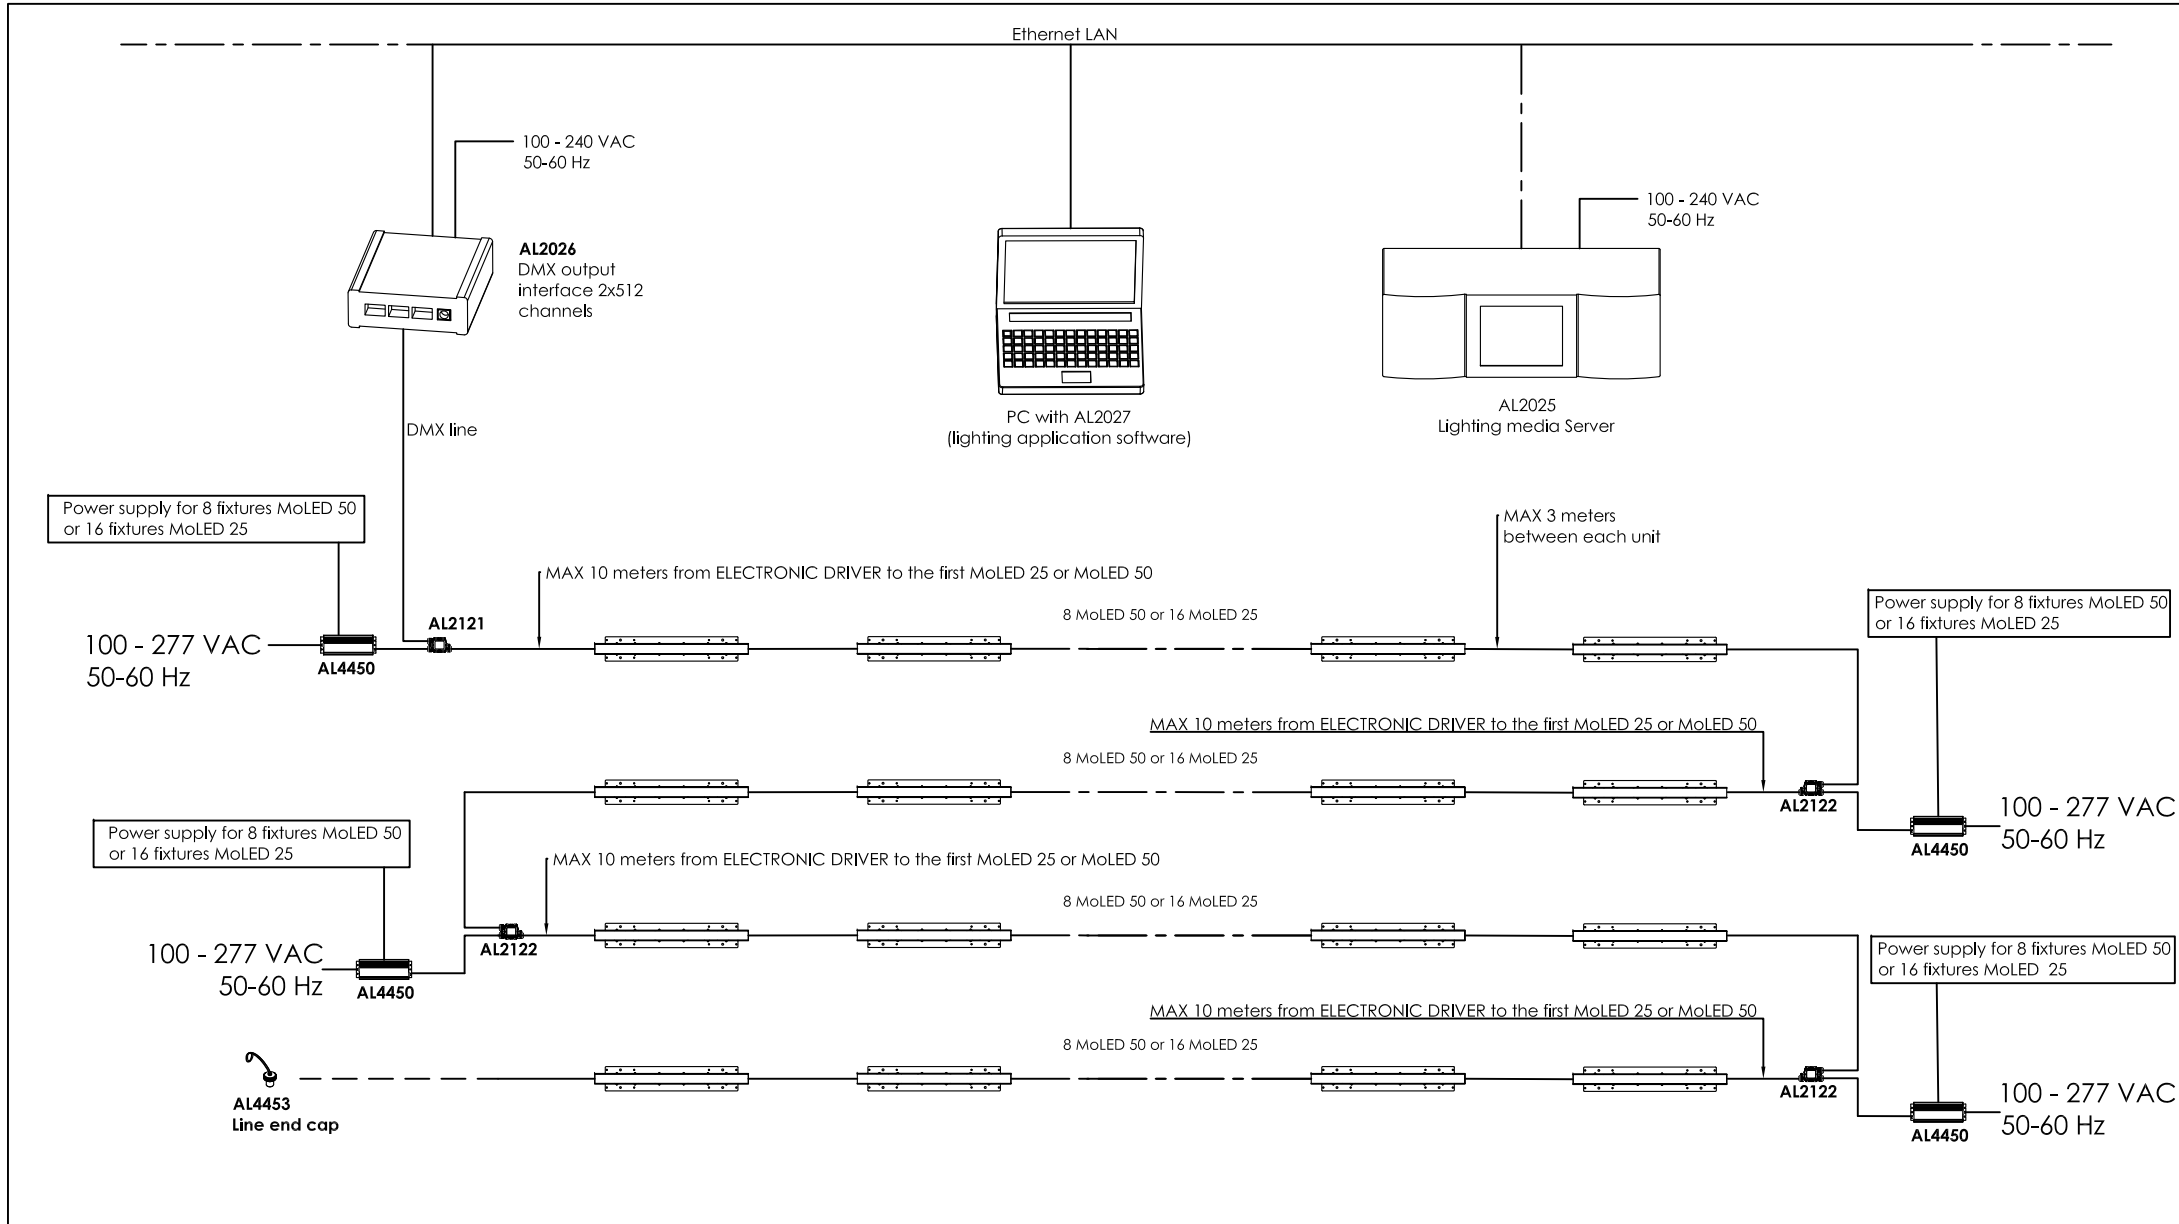 Ethernet LAN
100 - 240 VAC
50-60 Hz
100 - 240 VAC
50-60 Hz
AL2026
DMX output
interface 2x512
channels
PC with AL2027
(lighting application software)
AL2025
Lighting media Server
DMX line
Power supply for 8 fixtures MoLED 50
or 16 fixtures MoLED 25
MAX 3 meters
between each unit
MAX 10 meters from ELECTRONIC DRIVER to the first MoLED 25 or MoLED 50
8 MoLED 50 or 16 MoLED 25
Power supply for 8 fixtures MoLED 50
or 16 fixtures MoLED 25
AL2121
100 - 277 VAC
50-60 Hz
AL4450
MAX 10 meters from ELECTRONIC DRIVER to the first MoLED 25 or MoLED 50
8 MoLED 50 or 16 MoLED 25
AL2122
100 - 277 VAC
50-60 Hz
AL4450
Power supply for 8 fixtures MoLED 50
or 16 fixtures MoLED 25
MAX 10 meters from ELECTRONIC DRIVER to the first MoLED 25 or MoLED 50
8 MoLED 50 or 16 MoLED 25
AL2122
100 - 277 VAC
50-60 Hz
AL4450
Power supply for 8 fixtures MoLED 50
or 16 fixtures MoLED 25
MAX 10 meters from ELECTRONIC DRIVER to the first MoLED 25 or MoLED 50
8 MoLED 50 or 16 MoLED 25
AL4453
Line end cap
AL2122
100 - 277 VAC
50-60 Hz
AL4450